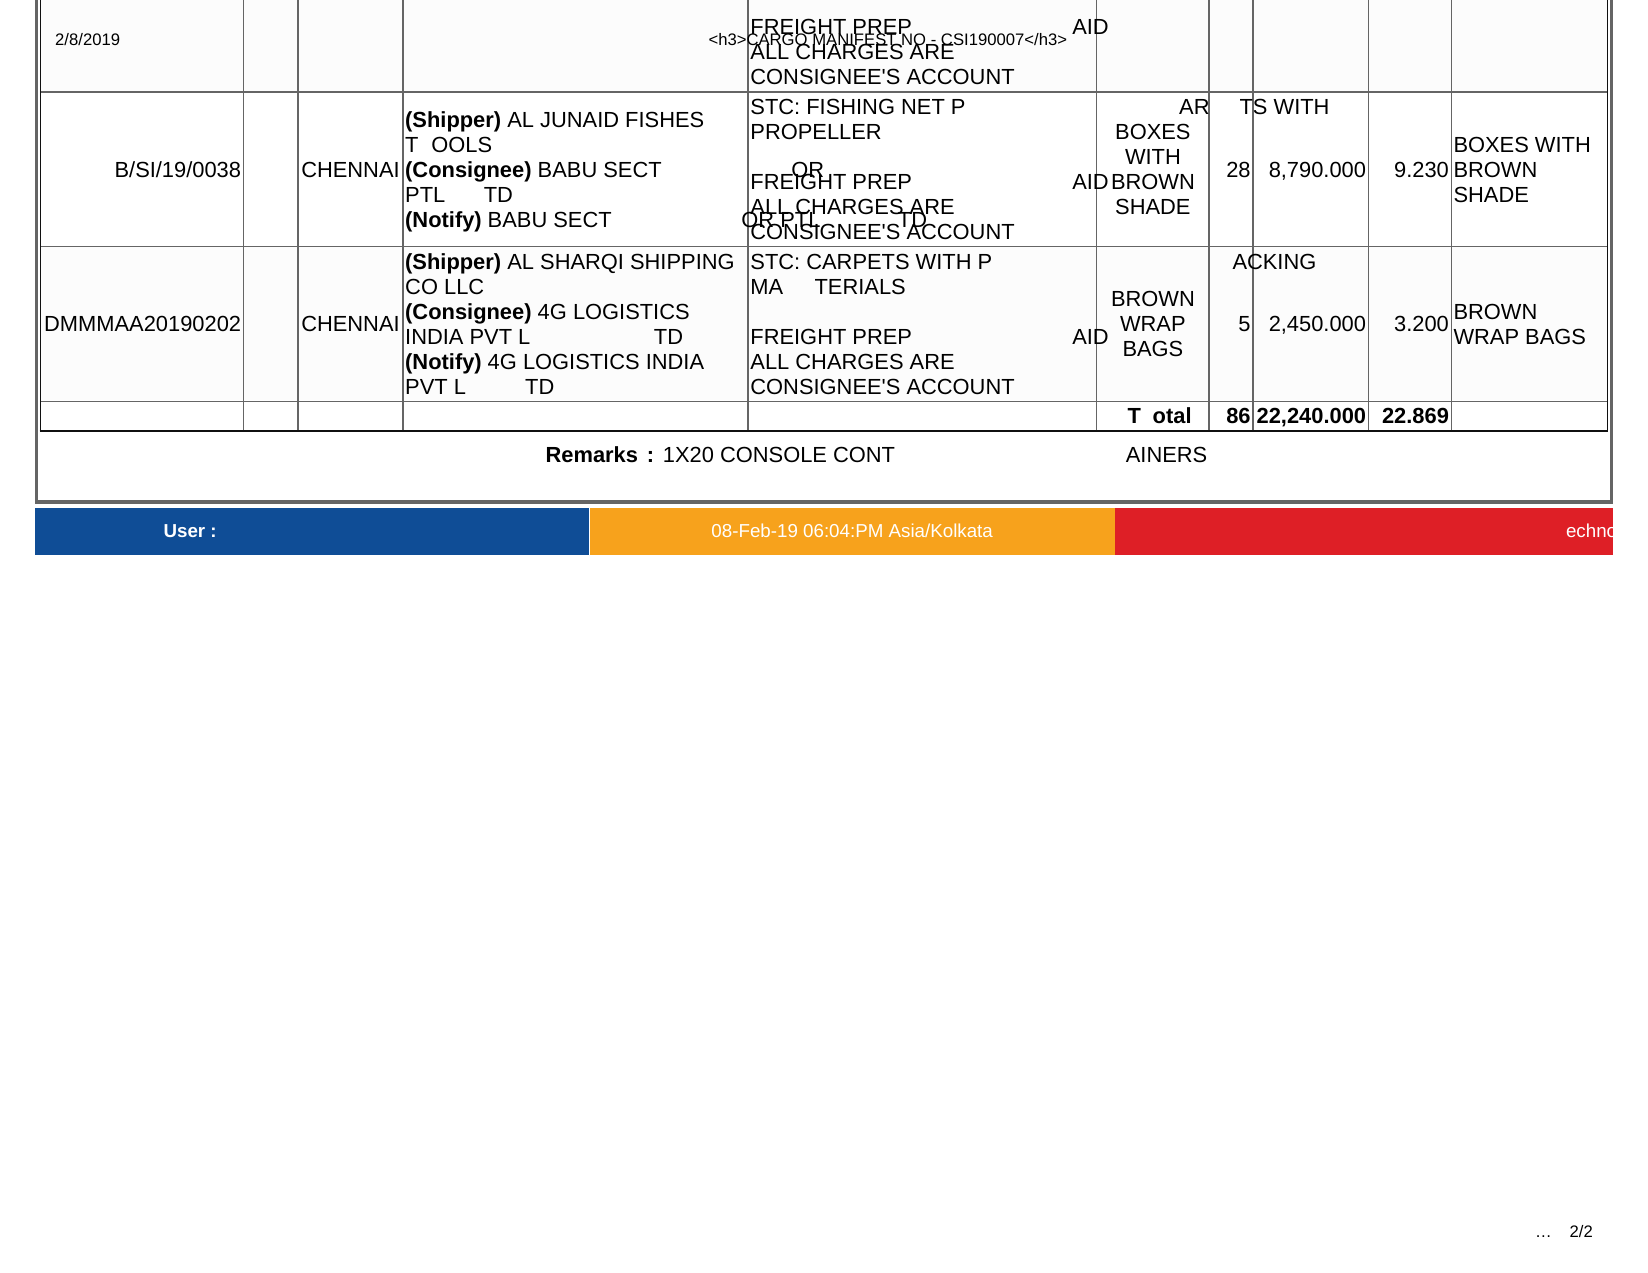 2/8/2019 <h3>CARGO MANIFEST NO - CSI190007</h3>
FREIGHT PREPAID
ALL CHARGES ARE
CONSIGNEE'S ACCOUNT
B/SI/19/0038
CHENNAI
(Shipper) AL JUNAID FISHES
T OOLS
(Consignee) BABU SECT OR
PTL TD
(Notify) BABU SECT OR PTL TD
STC: FISHING NET P AR TS WITH
PROPELLER
FREIGHT PREP AID
ALL CHARGES ARE
CONSIGNEE'S ACCOUNT
BOXES
WITH
BROWN
SHADE
28
8,790.000
9.230
BOXES WITH
BROWN
SHADE
DMMMAA20190202
CHENNAI
(Shipper) AL SHARQI SHIPPING
CO LLC
(Consignee) 4G LOGISTICS
INDIA PVT L TD
(Notify) 4G LOGISTICS INDIA
PVT L TD
STC: CARPETS WITH P ACKING
MA TERIALS
FREIGHT PREP AID
ALL CHARGES ARE
CONSIGNEE'S ACCOUNT
BROWN
WRAP
BAGS
5
2,450.000
3.200
BROWN
WRAP BAGS
T otal 86 22,240.000 22.869
Remarks : 1X20 CONSOLE CONT AINERS
User : 08-Feb-19 06:04:PM Asia/Kolkata
… 2/2